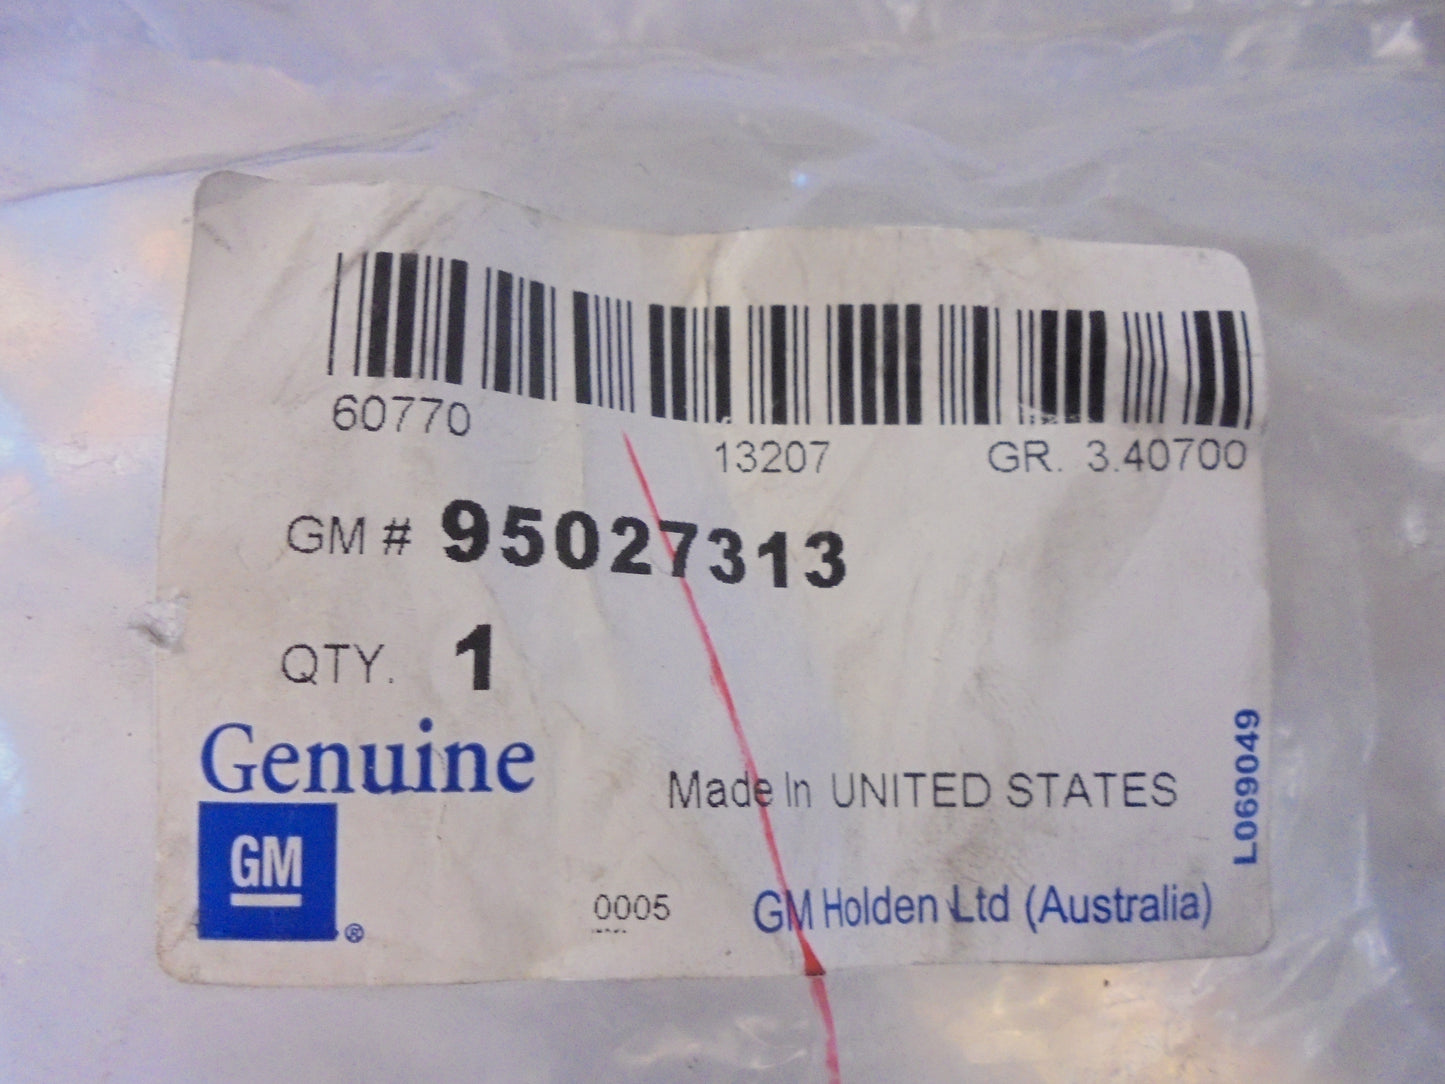 60770
13207 GR. 3.40700
GM # 95027313
QTY. 1
Genuine
Made In UNITED STATES
L069049
GM
®
0005
GM Holden Ltd (Australia)